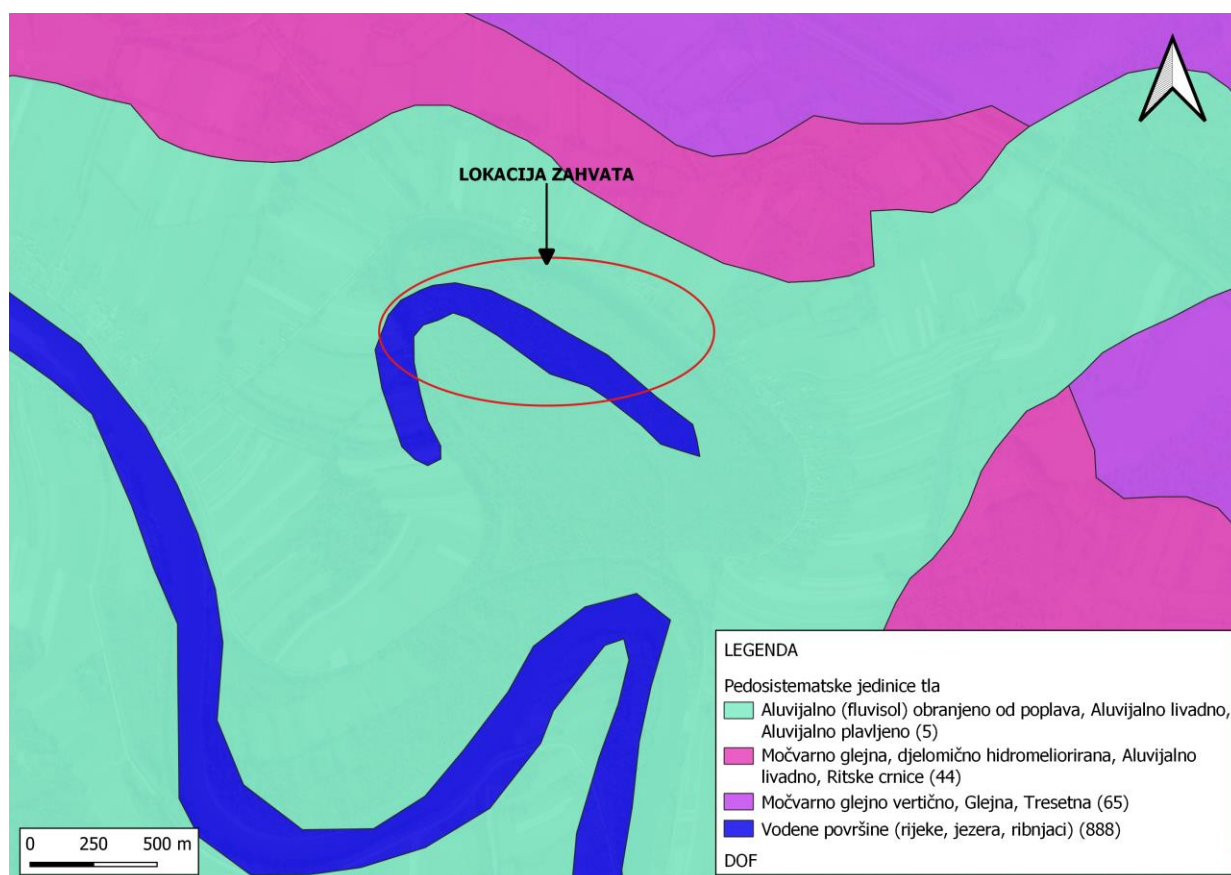 LOKACIJA ZAHVATA
LEGENDA
Pedosistematske jedinice tla
Aluvijalno (fluvisol) obranjeno od poplava, Aluvijalno livadno,
Aluvijalno plavljeno (5)
Močvarno glejna, djelomično hidromeliorirana, Aluvijalno
livadno, Ritske crnice (44)
Močvarno glejno vertično, Glejna, Tresetna (65)
Vodene površine (rijeke, jezera, ribnjaci) (888)
DOF
0 250 500 m